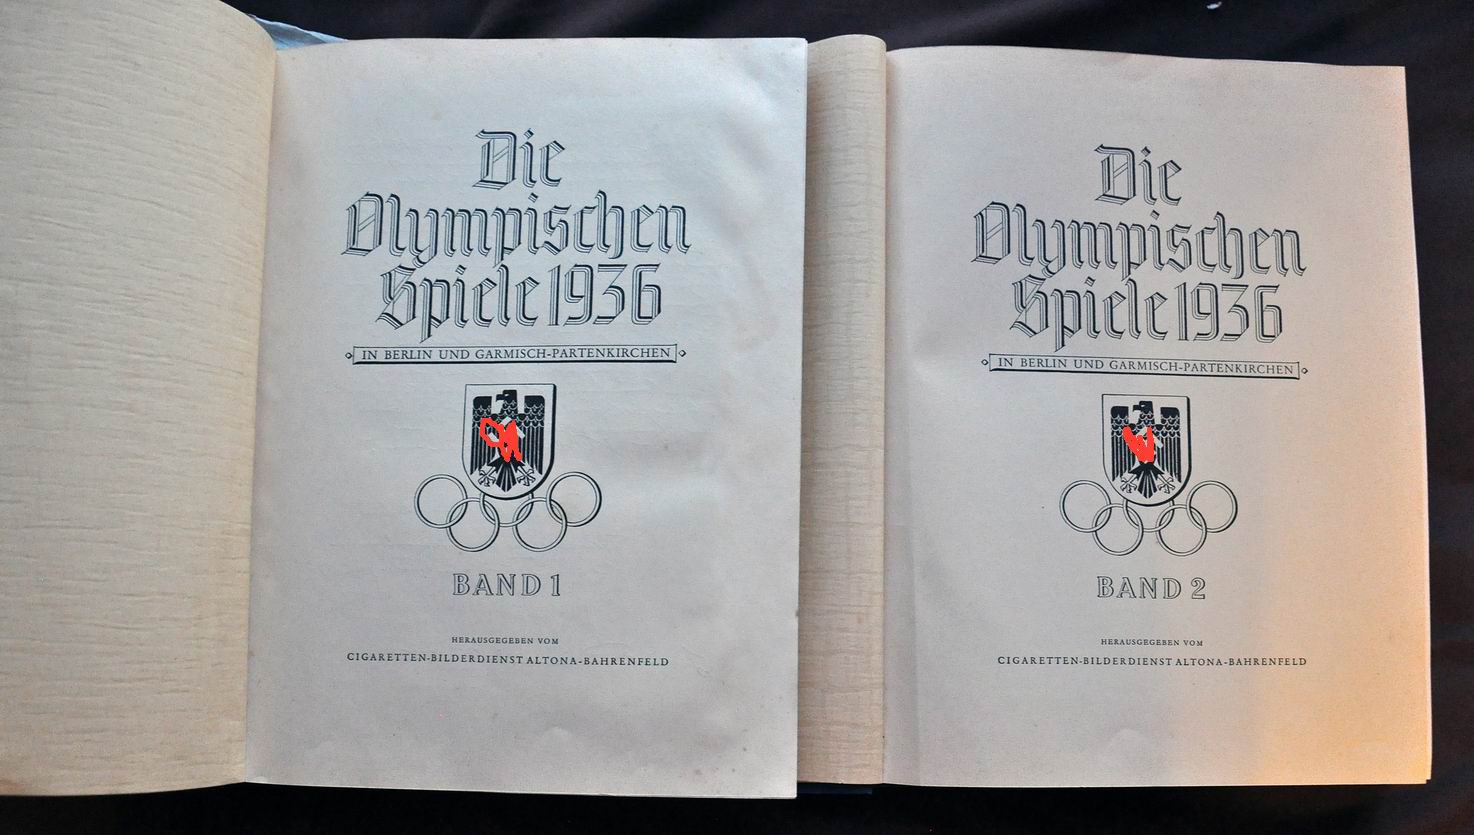 Die
Olympischen
Spiele 1936
IN BERLIN UND GARMISCH-PARTENKIRCHEN
BAND 1
HERAUSGEGEBEN VOM
CIGARETTEN-BILDERDIENST ALTONA-BAHRENFELD
Die
Olympischen
Spiele 1936
IN BERLIN UND GARMISCH-PARTENKIRCHEN
BAND 2
HERAUSGEGEBEN VOM
CIGARETTEN-BILDERDIENST ALTONA-BAHRENFELD